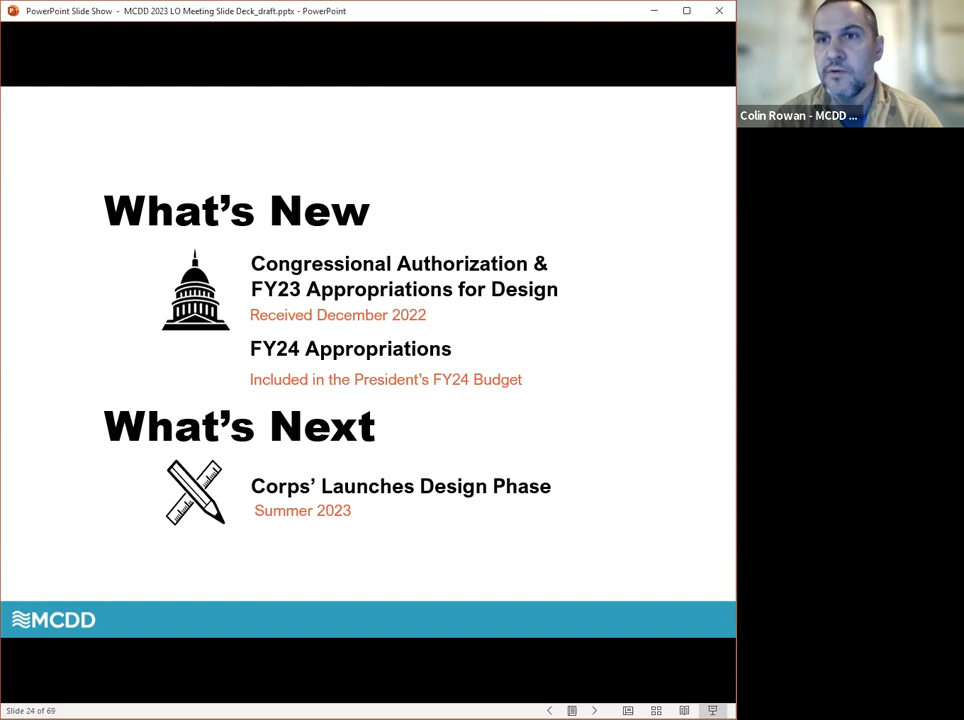 PowerPoint Slide Show - MCDD 2023 LO Meeting Slide Deck_draft.pptx - PowerPoint
Colin Rowan - MCDD ...
What's New
Congressional Authorization &
FY23 Appropriations for Design
Received December 2022
FY24 Appropriations
Included in the President's FY24 Budget
What's Next
Corps' Launches Design Phase
Summer 2023
MCDD
Slide 24 of 69